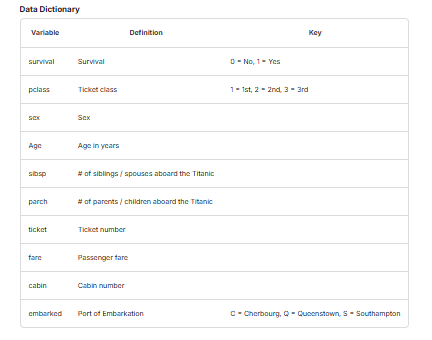 Data Dictionary
Variable Definition Key
survival Survival 0 = No, 1 = Yes
pclass Ticket class 1 = 1st, 2 = 2nd, 3 = 3rd
sex Sex
Age Age in years
sibsp # of siblings / spouses aboard the Titanic
parch # of parents / children aboard the Titanic
ticket Ticket number
fare Passenger fare
cabin Cabin number
embarked Port of Embarkation C = Cherbourg, Q = Queenstown, S = Southampton